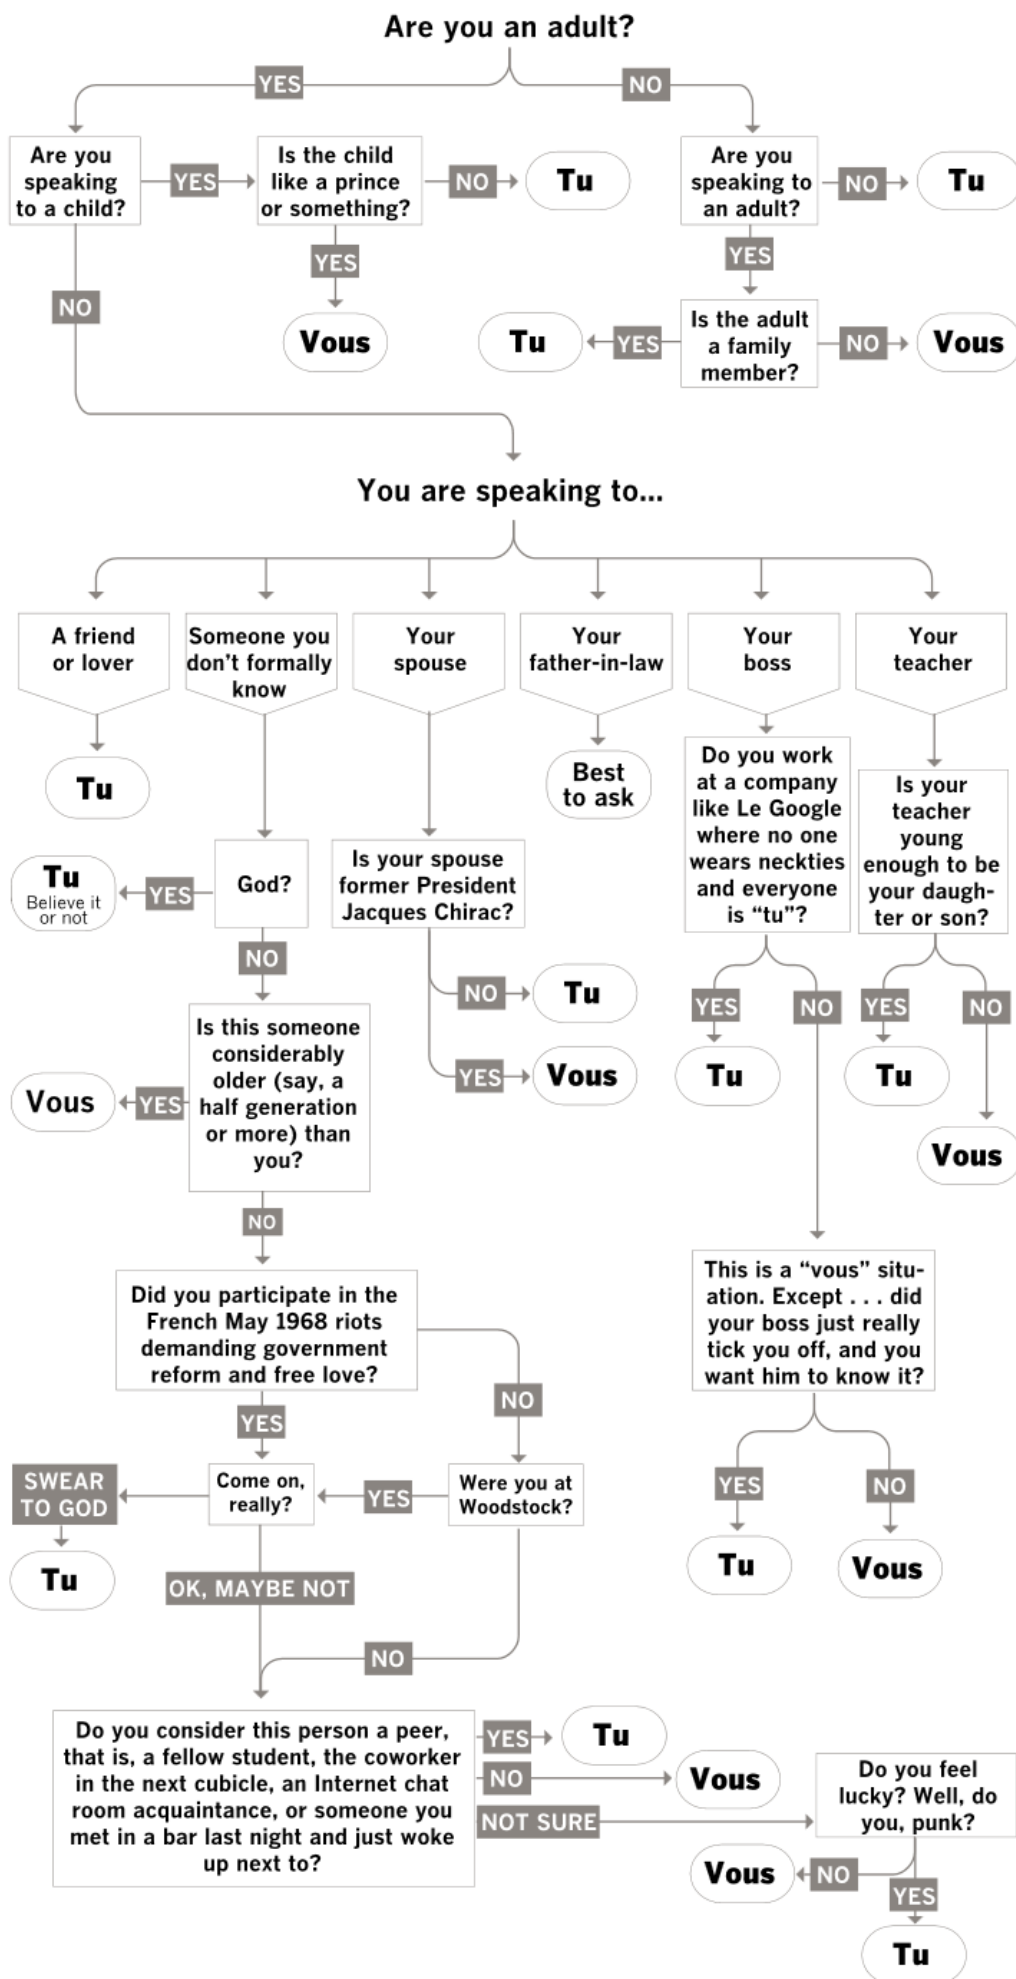 Are you an adult?
YES
NO
Are you
speaking
to a child?
YES
Is the child
like a prince
or something?
NO
Tu
Are you
speaking to
an adult?
NO
Tu
YES
YES
NO
Vous
Tu
YES
Is the adult
a family
member?
NO
Vous
You are speaking to...
A friend
or lover
Someone you
don't formally
know
Your
spouse
Your
father-in-law
Your
boss
Your
teacher
Tu
Best
to ask
Do you work
at a company
like Le Google
where no one
wears neckties
and everyone
is “tu”?
Is your
teacher
young
enough to be
your daugh-
ter or son?
Tu
Believe it
or not
YES
God?
Is your spouse
former President
Jacques Chirac?
NO
NO
Tu
YES
Vous
YES
NO
Tu
YES
NO
Tu
Vous
Vous
YES
Is this someone
considerably
older (say, a
half generation
or more) than
you?
NO
Did you participate in the
French May 1968 riots
demanding government
reform and free love?
YES
NO
This is a “vous” situ-
ation. Except . . . did
your boss just really
tick you off, and you
want him to know it?
YES
NO
Tu
Vous
SWEAR
TO GOD
Come on,
really?
YES
Were you at
Woodstock?
Tu
OK, MAYBE NOT
NO
Do you consider this person a peer,
that is, a fellow student, the coworker
in the next cubicle, an Internet chat
room acquaintance, or someone you
met in a bar last night and just woke
up next to?
YES
Tu
NO
Vous
NOT SURE
Do you feel
lucky? Well, do
you, punk?
Vous
NO
YES
Tu